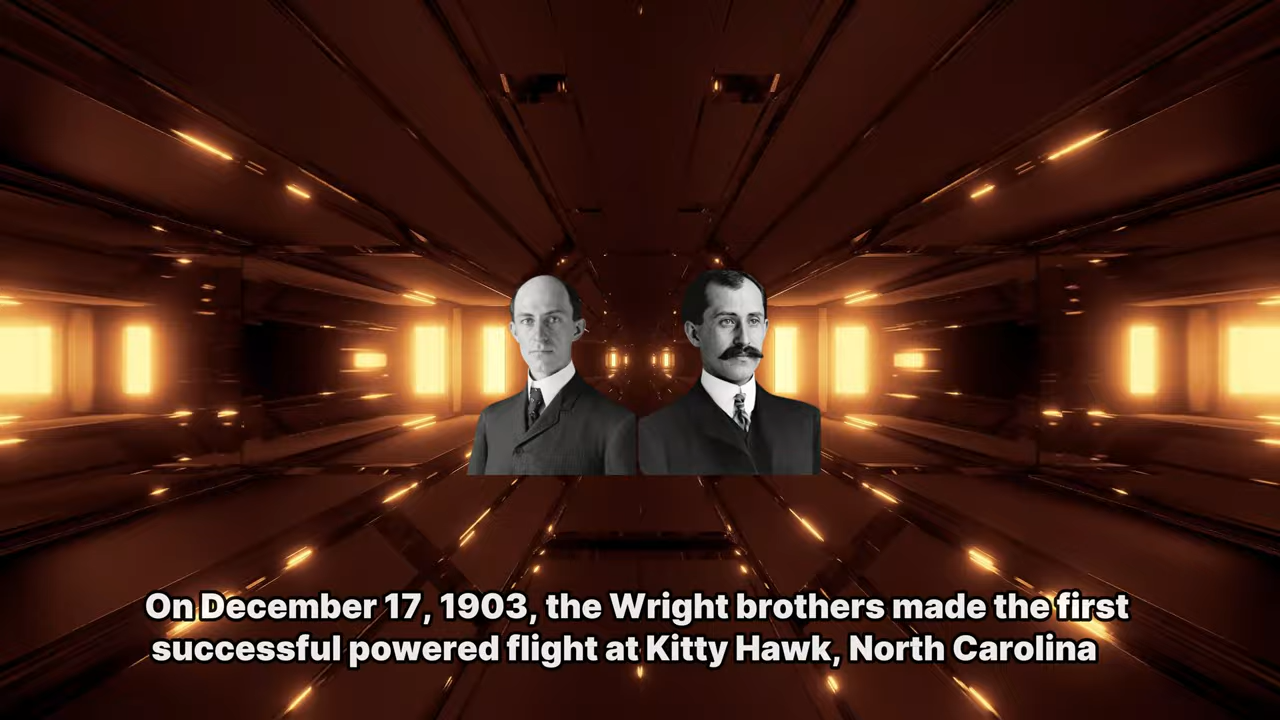 On December 17, 1903, the Wright brothers made the first
successful powered flight at Kitty Hawk, North Carolina